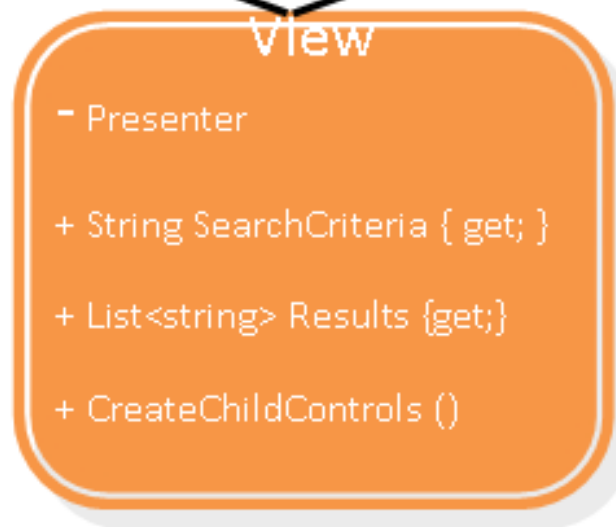 View
- Presenter
+ String SearchCriteria { get; }
+ List<string> Results {get;}
+ CreateChildControls ()